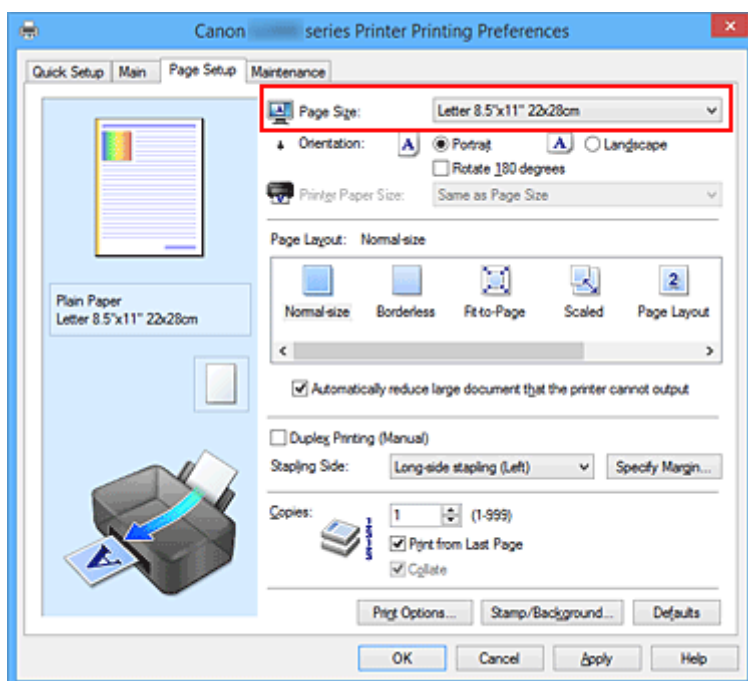 Canon series Printer Printing Preferences
Quick Setup Main Page Setup Maintenance
Page Size: Letter 8.5"x11" 22x28cm
Orientation: A Portrait A Landscape
Rotate 180 degrees
Printer Paper Size: Same as Page Size
Page Layout: Normal-size
2
Normal-size Borderless Fit-to-Page Scaled Page Layout
Plain Paper
Letter 8.5"x11" 22x28cm
Automatically reduce large document that the printer cannot output
Duplex Printing (Manual)
Stapling Side: Long-side stapling (Left) Specify Margin...
Copies: 1 (1-999)
Print from Last Page
Collate
A
Print Options... Stamp/Background... Defaults
OK Cancel Apply Help